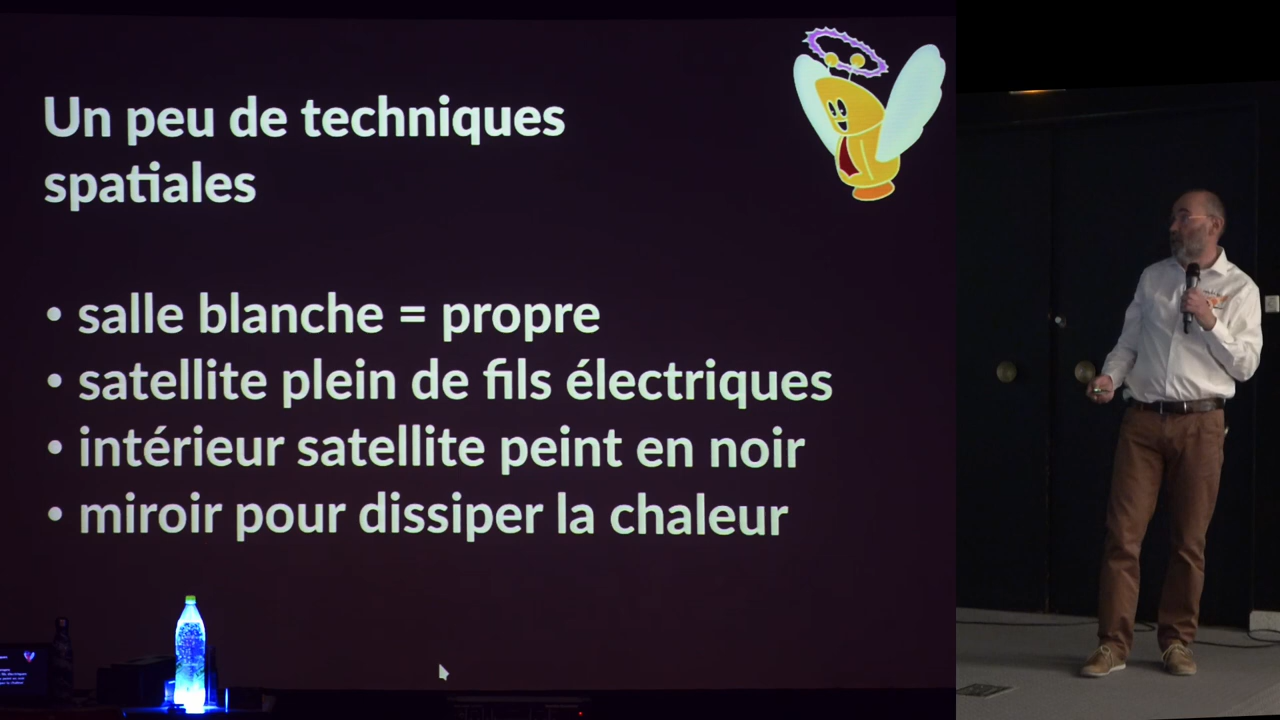 Un peu de techniques
spatiales
• salle blanche = propre
• satellite plein de fils électriques
• intérieur satellite peint en noir
• miroir pour dissiper la chaleur